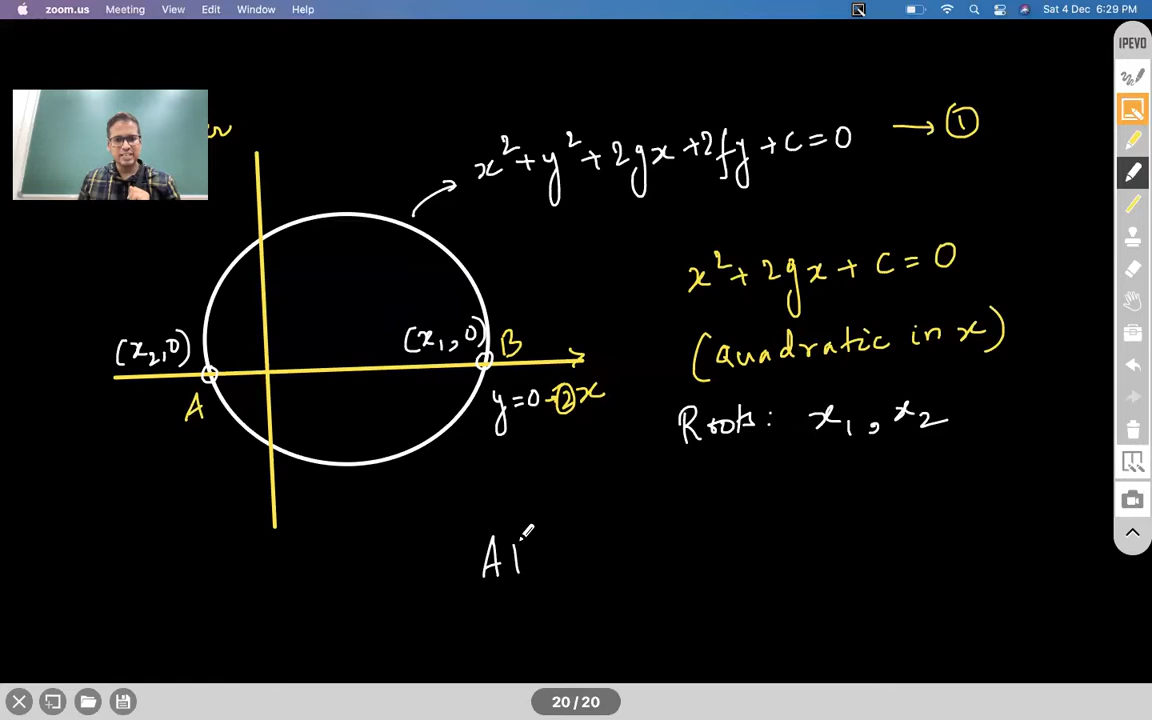 zoom.us Meeting View Edit Window Help Sat 4 Dec 6:29 PM
IPEVO
x² + y² + 2gx + 2fy + c = 0 → ①
x² + 2gx + c = 0
(x₂, 0) (x₁, 0) B
(quadratic in x)
A y = 0 - ② x
Roots: x₁, x₂
A
20 / 20